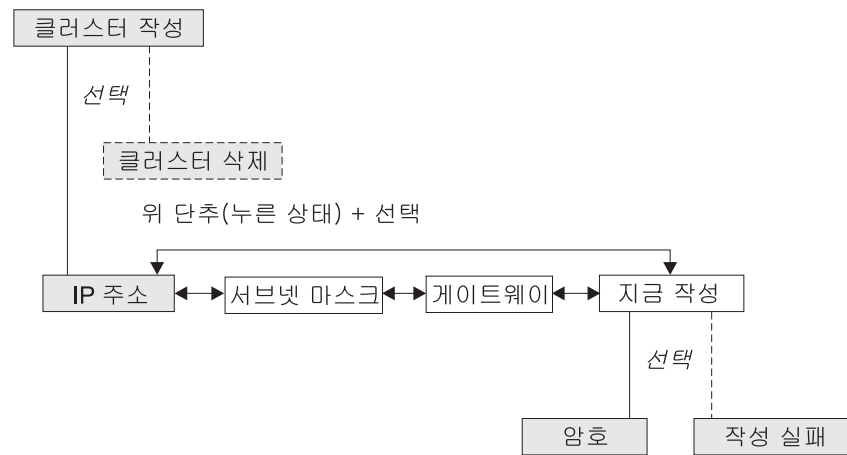 클러스터 작성
선택
클러스터 삭제
위 단추(누른 상태) + 선택
IP 주소
서브넷 마스크
게이트웨이
지금 작성
선택
암호
작성 실패